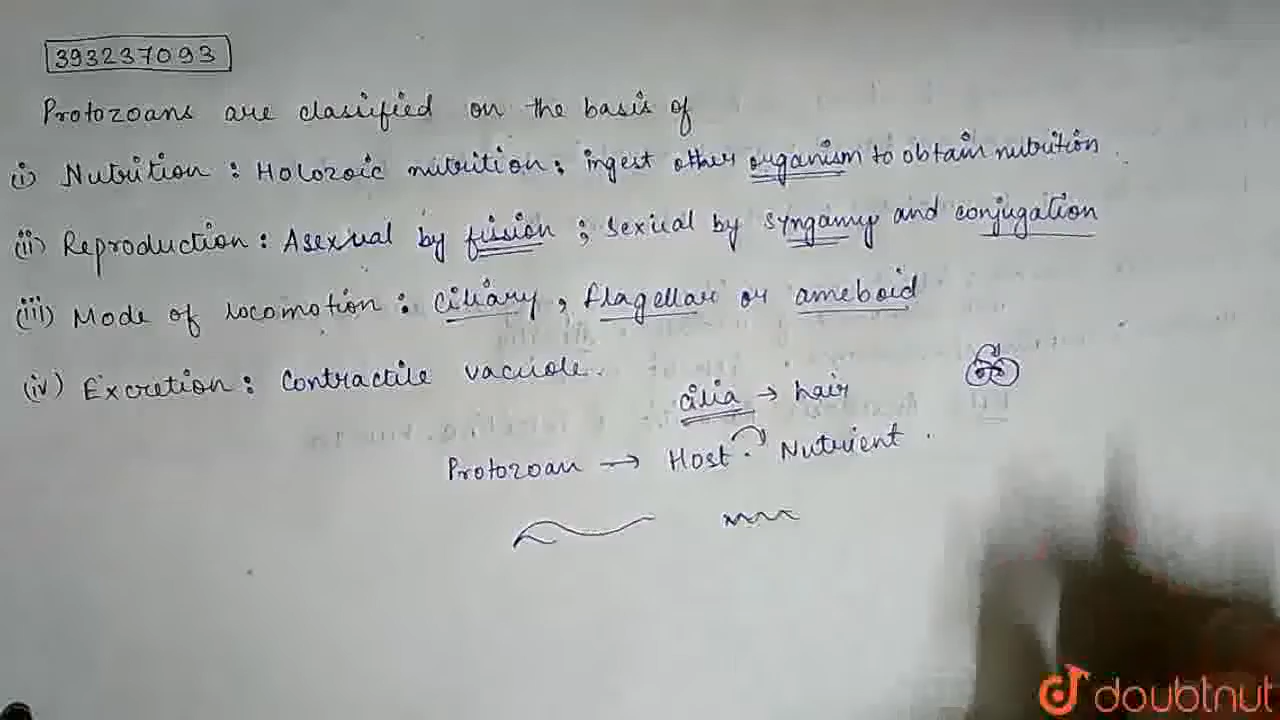 393237093
Protozoans are classified on the basis of
(i) Nutrition : Holozoic nutrition ; ingest other organism to obtain nutrition.
(ii) Reproduction : Asexual by fission ; sexual by syngamy and conjugation
(iii) Mode of locomotion : ciliary, flagellar or ameboid
(iv) Excretion : Contractile vacuole.
cilia → hair
Protozoan → Host . Nutrient .
doubtnut